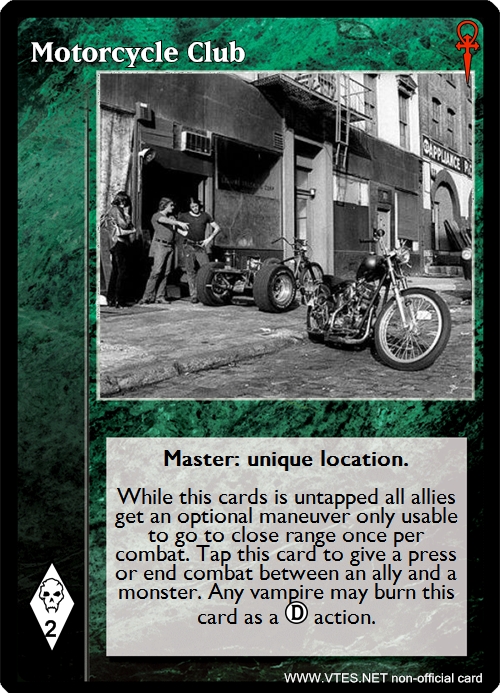 Motorcycle Club
APPLIANCE
Master: unique location.
While this cards is untapped all allies
get an optional maneuver only usable
to go to close range once per
combat. Tap this card to give a press
or end combat between an ally and a
monster. Any vampire may burn this
card as a D action.
2
WWW.VTES.NET non-official card